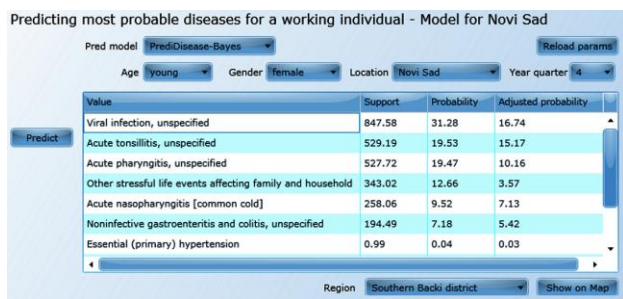 Predicting most probable diseases for a working individual - Model for Novi Sad
Pred model PrediDisease-Bayes Reload params
Age young Gender female Location Novi Sad Year quarter 4
Value Support Probability Adjusted probability
Viral infection, unspecified 847.58 31.28 16.74
Predict
Acute tonsillitis, unspecified 529.19 19.53 15.17
Acute pharyngitis, unspecified 527.72 19.47 10.16
Other stressful life events affecting family and household 343.02 12.66 3.57
Acute nasopharyngitis [common cold] 258.06 9.52 7.13
Noninfective gastroenteritis and colitis, unspecified 194.49 7.18 5.42
Essential (primary) hypertension 0.99 0.04 0.03
Region Southern Backi district Show on Map